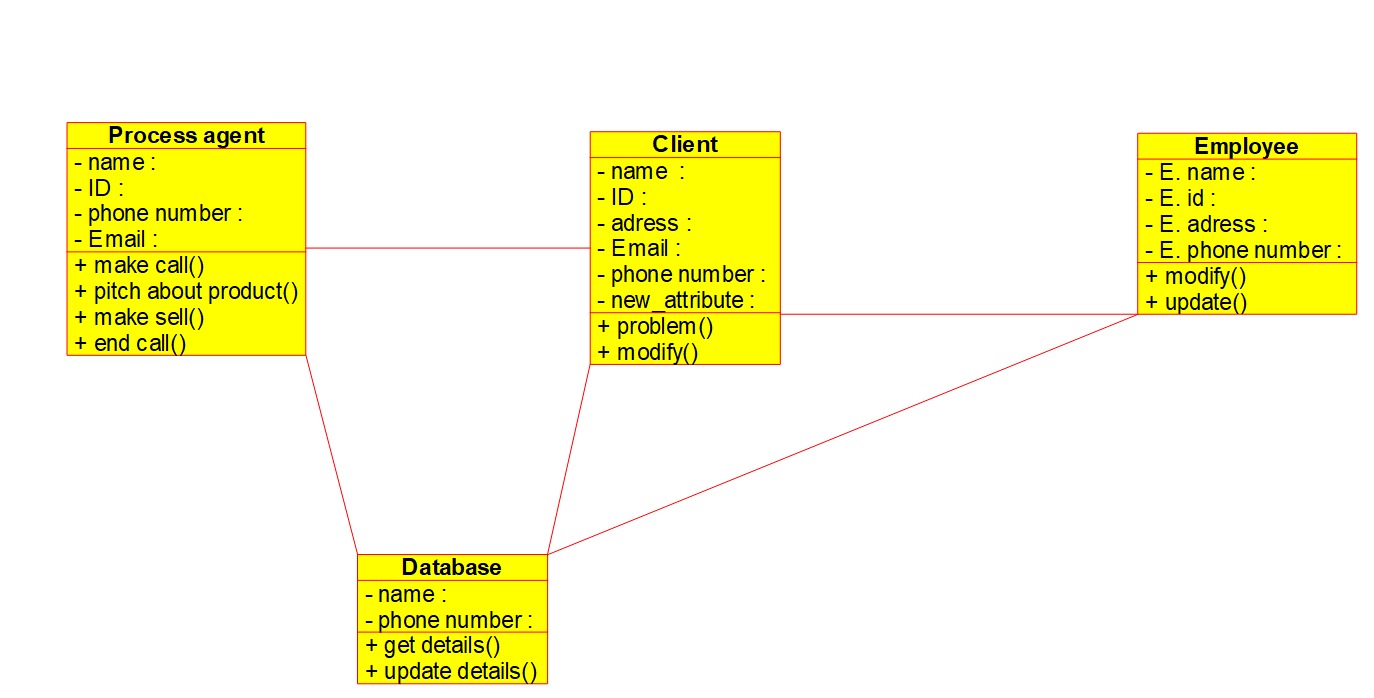 Process agent
- name :
- ID :
- phone number :
- Email :
+ make call()
+ pitch about product()
+ make sell()
+ end call()
Client
- name  :
- ID :
- adress :
- Email :
- phone number :
- new_attribute :
+ problem()
+ modify()
Employee
- E. name :
- E. id :
- E. adress :
- E. phone number :
+ modify()
+ update()
Database
- name :
- phone number :
+ get details()
+ update details()